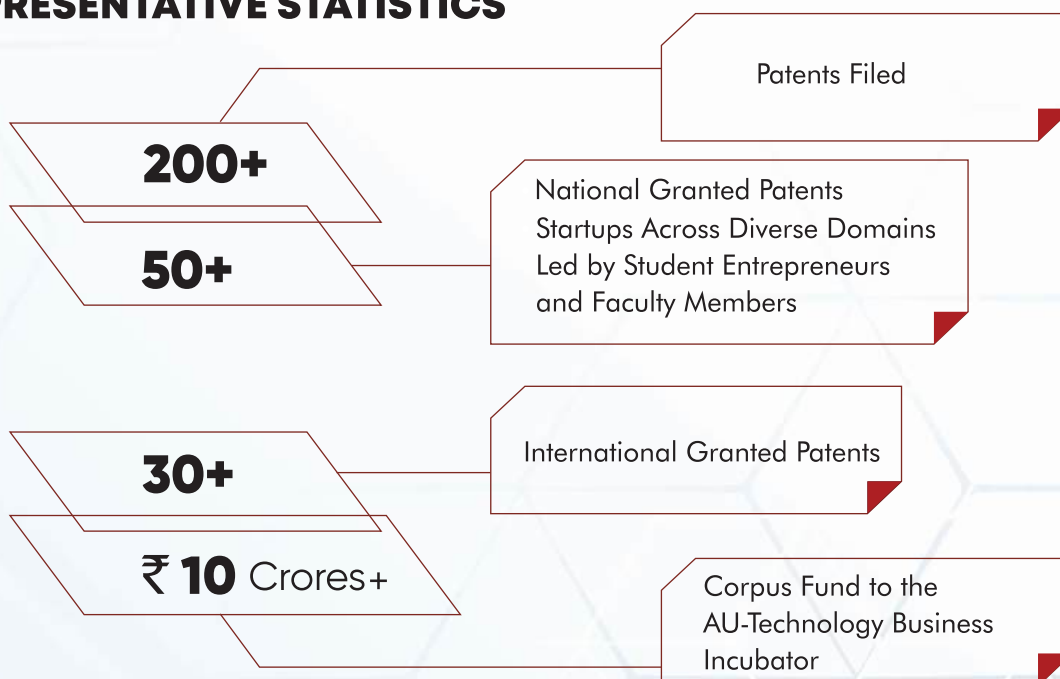 PRESENTATIVE STATISTICS
Patents Filed
200+
National Granted Patents
Startups Across Diverse Domains
Led by Student Entrepreneurs
and Faculty Members
50+
30+
International Granted Patents
₹ 10 Crores+
Corpus Fund to the
AU-Technology Business
Incubator